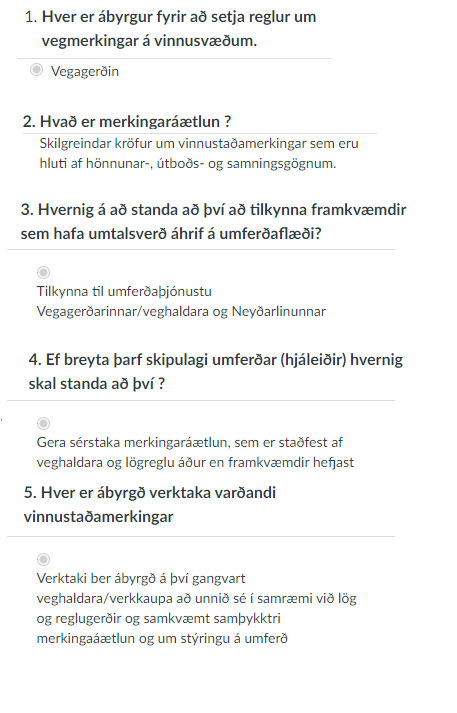 1. Hver er ábyrgur fyrir að setja reglur um
vegmerkingar á vinnusvæðum.
Vegagerðin
2. Hvað er merkingaráætlun ?
Skilgreindar kröfur um vinnustaðamerkingar sem eru
hluti af hönnunar-, útboðs- og samningsgögnum.
3. Hvernig á að standa að því að tilkynna framkvæmdir
sem hafa umtalsverð áhrif á umferðaflæði?
Tilkynna til umferðaþjónustu
Vegagerðarinnar/veghaldara og Neyðarlinunnar
4. Ef breyta þarf skipulagi umferðar (hjáleiðir) hvernig
skal standa að því ?
Gera sérstaka merkingaráætlun, sem er staðfest af
veghaldara og lögreglu áður en framkvæmdir hefjast
5. Hver er ábyrgð verktaka varðandi
vinnustaðamerkingar
Verktaki ber ábyrgð á því gangvart
veghaldara/verkkaupa að unnið sé í samræmi við lög
og reglugerðir og samkvæmt samþykktri
merkingaáætlun og um stýringu á umferð